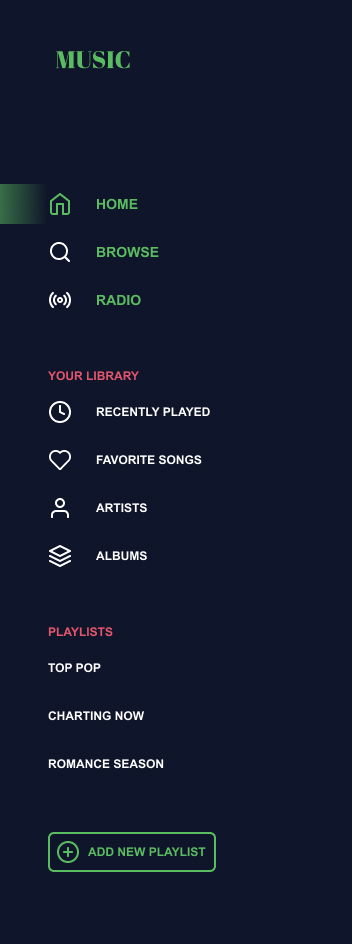 MUSIC
HOME
BROWSE
RADIO
YOUR LIBRARY
RECENTLY PLAYED
FAVORITE SONGS
ARTISTS
ALBUMS
PLAYLISTS
TOP POP
CHARTING NOW
ROMANCE SEASON
ADD NEW PLAYLIST